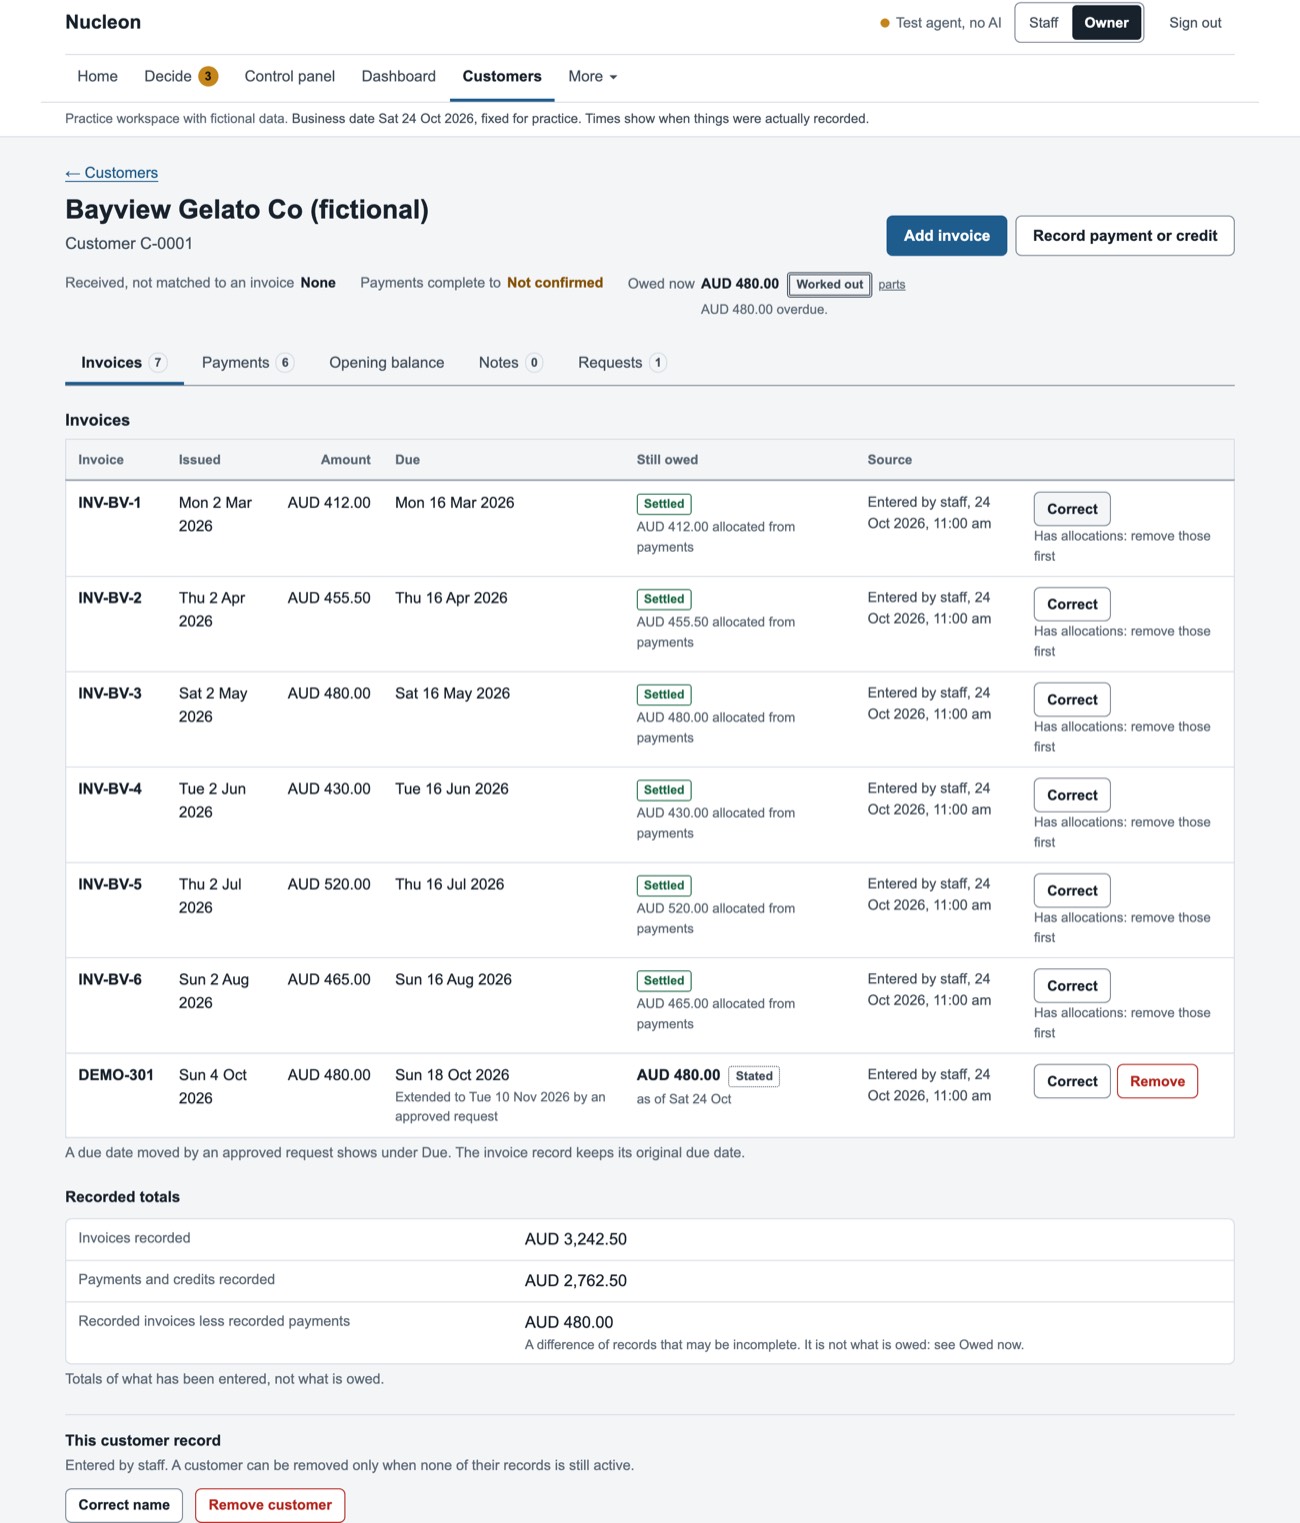 Nucleon
Test agent, no AI
Staff
Owner
Sign out
Home
Decide 3
Control panel
Dashboard
Customers
More
Practice workspace with fictional data. Business date Sat 24 Oct 2026, fixed for practice. Times show when things were actually recorded.
← Customers
Bayview Gelato Co (fictional)
Customer C-0001
Add invoice
Record payment or credit
Received, not matched to an invoice None
Payments complete to Not confirmed
Owed now AUD 480.00 Worked out parts
AUD 480.00 overdue.
Invoices 7
Payments 6
Opening balance
Notes 0
Requests 1
Invoices
Invoice Issued Amount Due Still owed Source
INV-BV-1 Mon 2 Mar AUD 412.00 Mon 16 Mar 2026 Settled Entered by staff, 24 Correct
2026 AUD 412.00 allocated from Oct 2026, 11:00 am Has allocations: remove those
payments first
INV-BV-2 Thu 2 Apr AUD 455.50 Thu 16 Apr 2026 Settled Entered by staff, 24 Correct
2026 AUD 455.50 allocated from Oct 2026, 11:00 am Has allocations: remove those
payments first
INV-BV-3 Sat 2 May AUD 480.00 Sat 16 May 2026 Settled Entered by staff, 24 Correct
2026 AUD 480.00 allocated from Oct 2026, 11:00 am Has allocations: remove those
payments first
INV-BV-4 Tue 2 Jun AUD 430.00 Tue 16 Jun 2026 Settled Entered by staff, 24 Correct
2026 AUD 430.00 allocated from Oct 2026, 11:00 am Has allocations: remove those
payments first
INV-BV-5 Thu 2 Jul AUD 520.00 Thu 16 Jul 2026 Settled Entered by staff, 24 Correct
2026 AUD 520.00 allocated from Oct 2026, 11:00 am Has allocations: remove those
payments first
INV-BV-6 Sun 2 Aug AUD 465.00 Sun 16 Aug 2026 Settled Entered by staff, 24 Correct
2026 AUD 465.00 allocated from Oct 2026, 11:00 am Has allocations: remove those
payments first
DEMO-301 Sun 4 Oct AUD 480.00 Sun 18 Oct 2026 AUD 480.00 Stated Entered by staff, 24 Correct Remove
2026 Extended to Tue 10 Nov 2026 by an as of Sat 24 Oct Oct 2026, 11:00 am
approved request
A due date moved by an approved request shows under Due. The invoice record keeps its original due date.
Recorded totals
Invoices recorded AUD 3,242.50
Payments and credits recorded AUD 2,762.50
Recorded invoices less recorded payments AUD 480.00
A difference of records that may be incomplete. It is not what is owed: see Owed now.
Totals of what has been entered, not what is owed.
This customer record
Entered by staff. A customer can be removed only when none of their records is still active.
Correct name
Remove customer